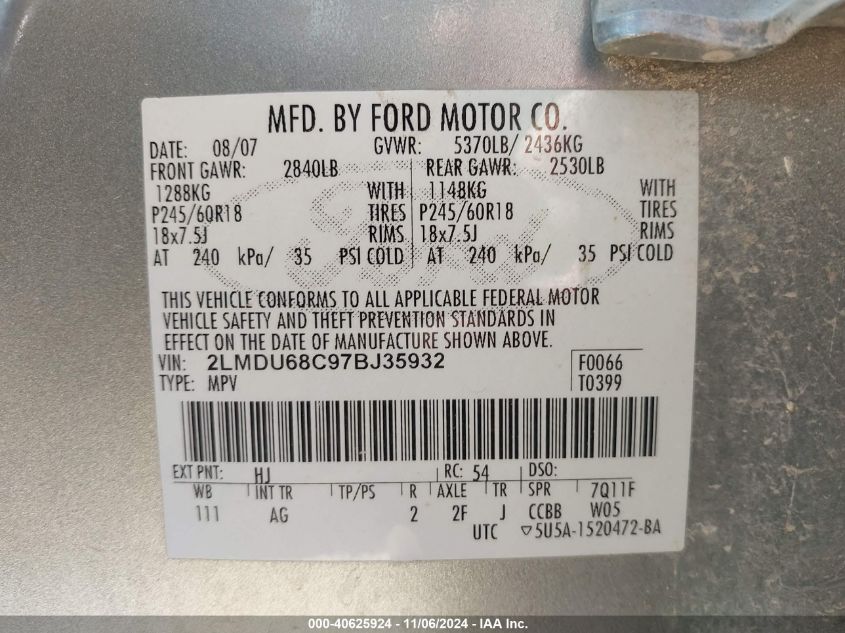 MFD. BY FORD MOTOR CO.
DATE: 08/07 GVWR: 5370LB/ 2436KG
FRONT GAWR: 2840LB REAR GAWR: 2530LB
1288KG WITH 1148KG WITH
P245/60R18 TIRES P245/60R18 TIRES
18x7.5J RIMS 18x7.5J RIMS
AT 240 kPa/ 35 PSI COLD AT 240 kPa/ 35 PSI COLD
THIS VEHICLE CONFORMS TO ALL APPLICABLE FEDERAL MOTOR
VEHICLE SAFETY AND THEFT PREVENTION STANDARDS IN
EFFECT ON THE DATE OF MANUFACTURE SHOWN ABOVE.
VIN: 2LMDU68C97BJ35932 F0066
TYPE: MPV T0399
EXT PNT: HJ RC: 54 DSO:
WB INT TR TP/PS R AXLE TR SPR 7Q11F
111 AG 2 2F J CCBB W05
UTC ▽5U5A-1520472-BA
000-40625924 - 11/06/2024 - IAA Inc.